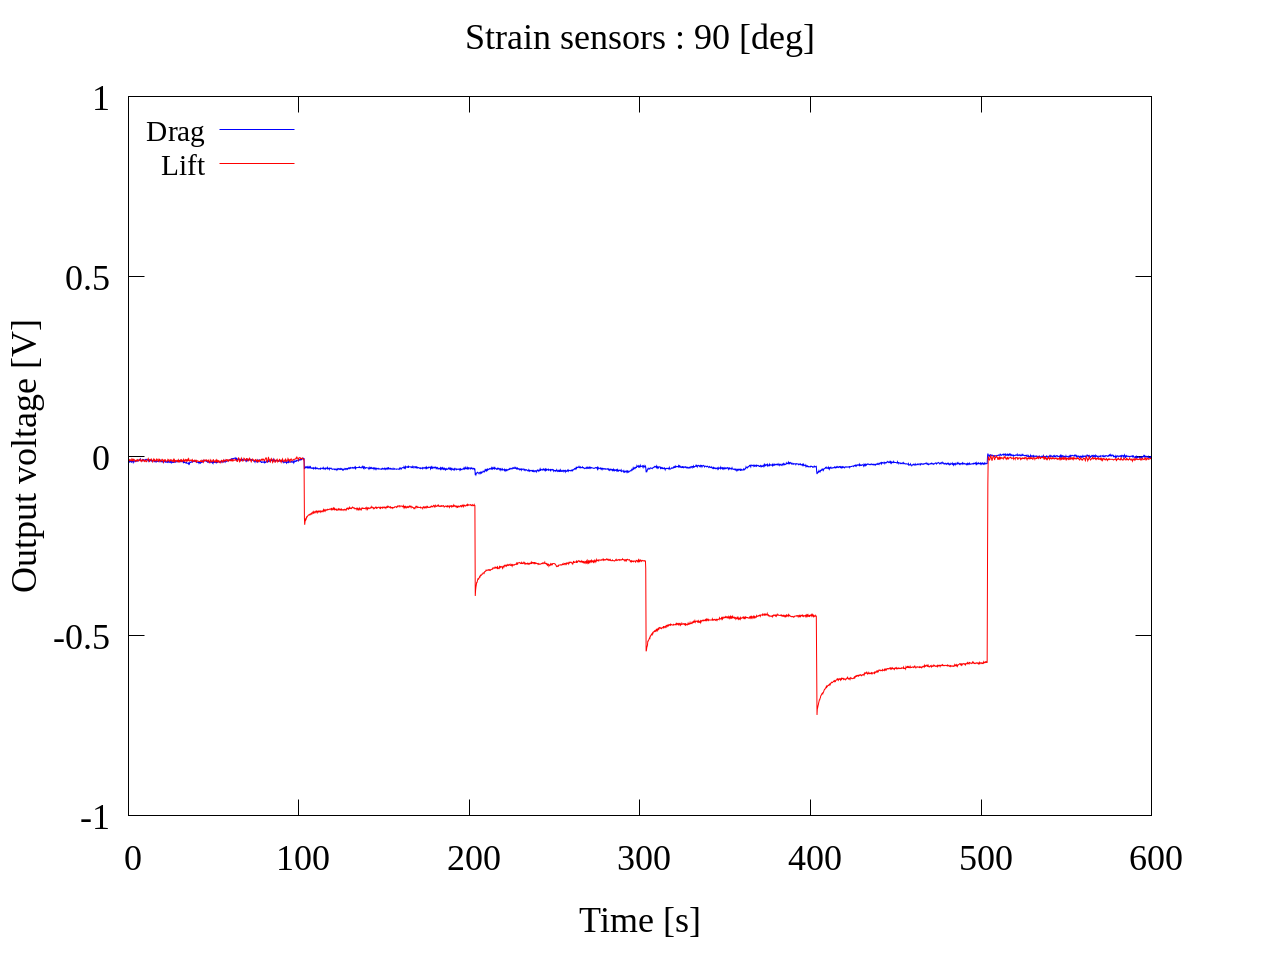 Strain sensors : 90 [deg]
1
0.5
0
-0.5
-1
Output voltage [V]
Drag
Lift
0 100 200 300 400 500 600
Time [s]